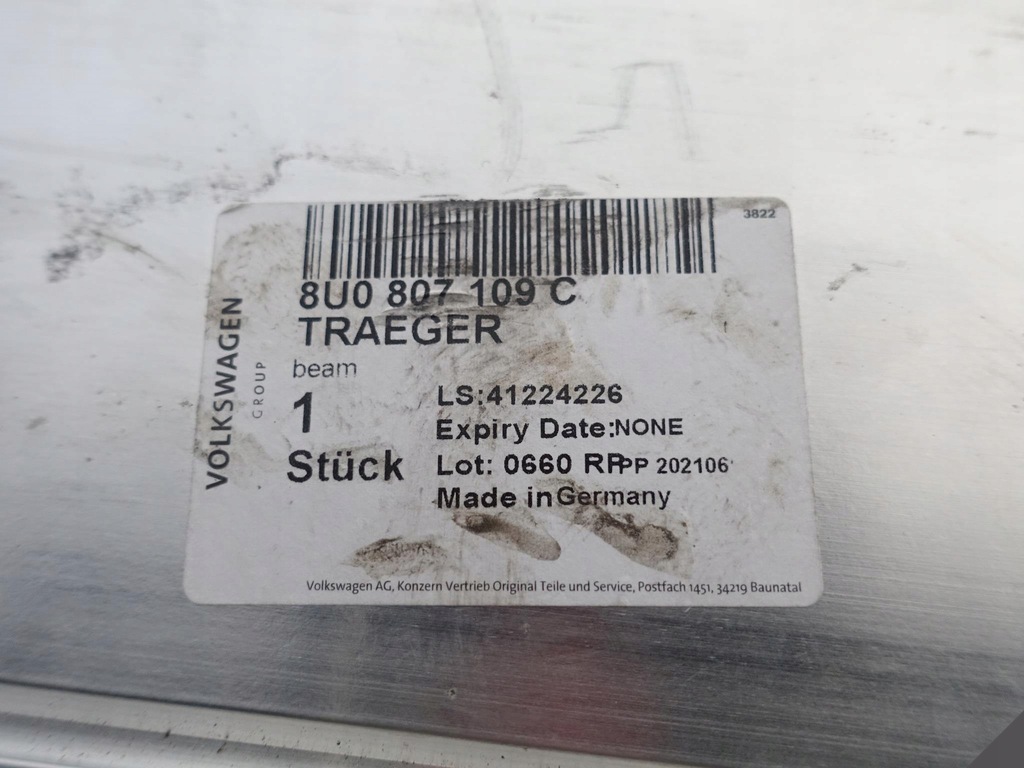 3822
8U0 807 109 C
TRAEGER
beam
1
Stück
LS:41224226
Expiry Date:NONE
Lot: 0660 RPPP 202106
Made in Germany
VOLKSWAGEN
GROUP
Volkswagen AG, Konzern Vertrieb Original Teile und Service, Postfach 1451, 34219 Baunatal